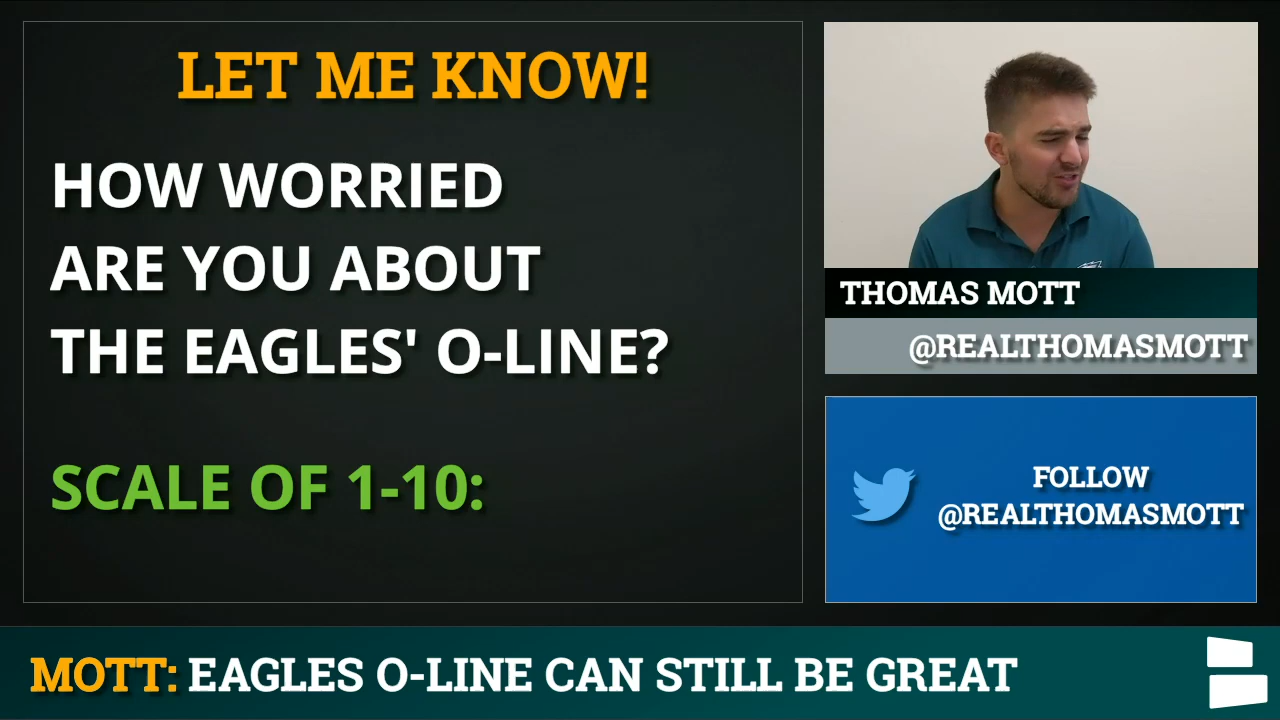 LET ME KNOW!
HOW WORRIED
ARE YOU ABOUT
THE EAGLES' O-LINE?
SCALE OF 1-10:
THOMAS MOTT
@REALTHOMASMOTT
FOLLOW
@REALTHOMASMOTT
MOTT: EAGLES O-LINE CAN STILL BE GREAT